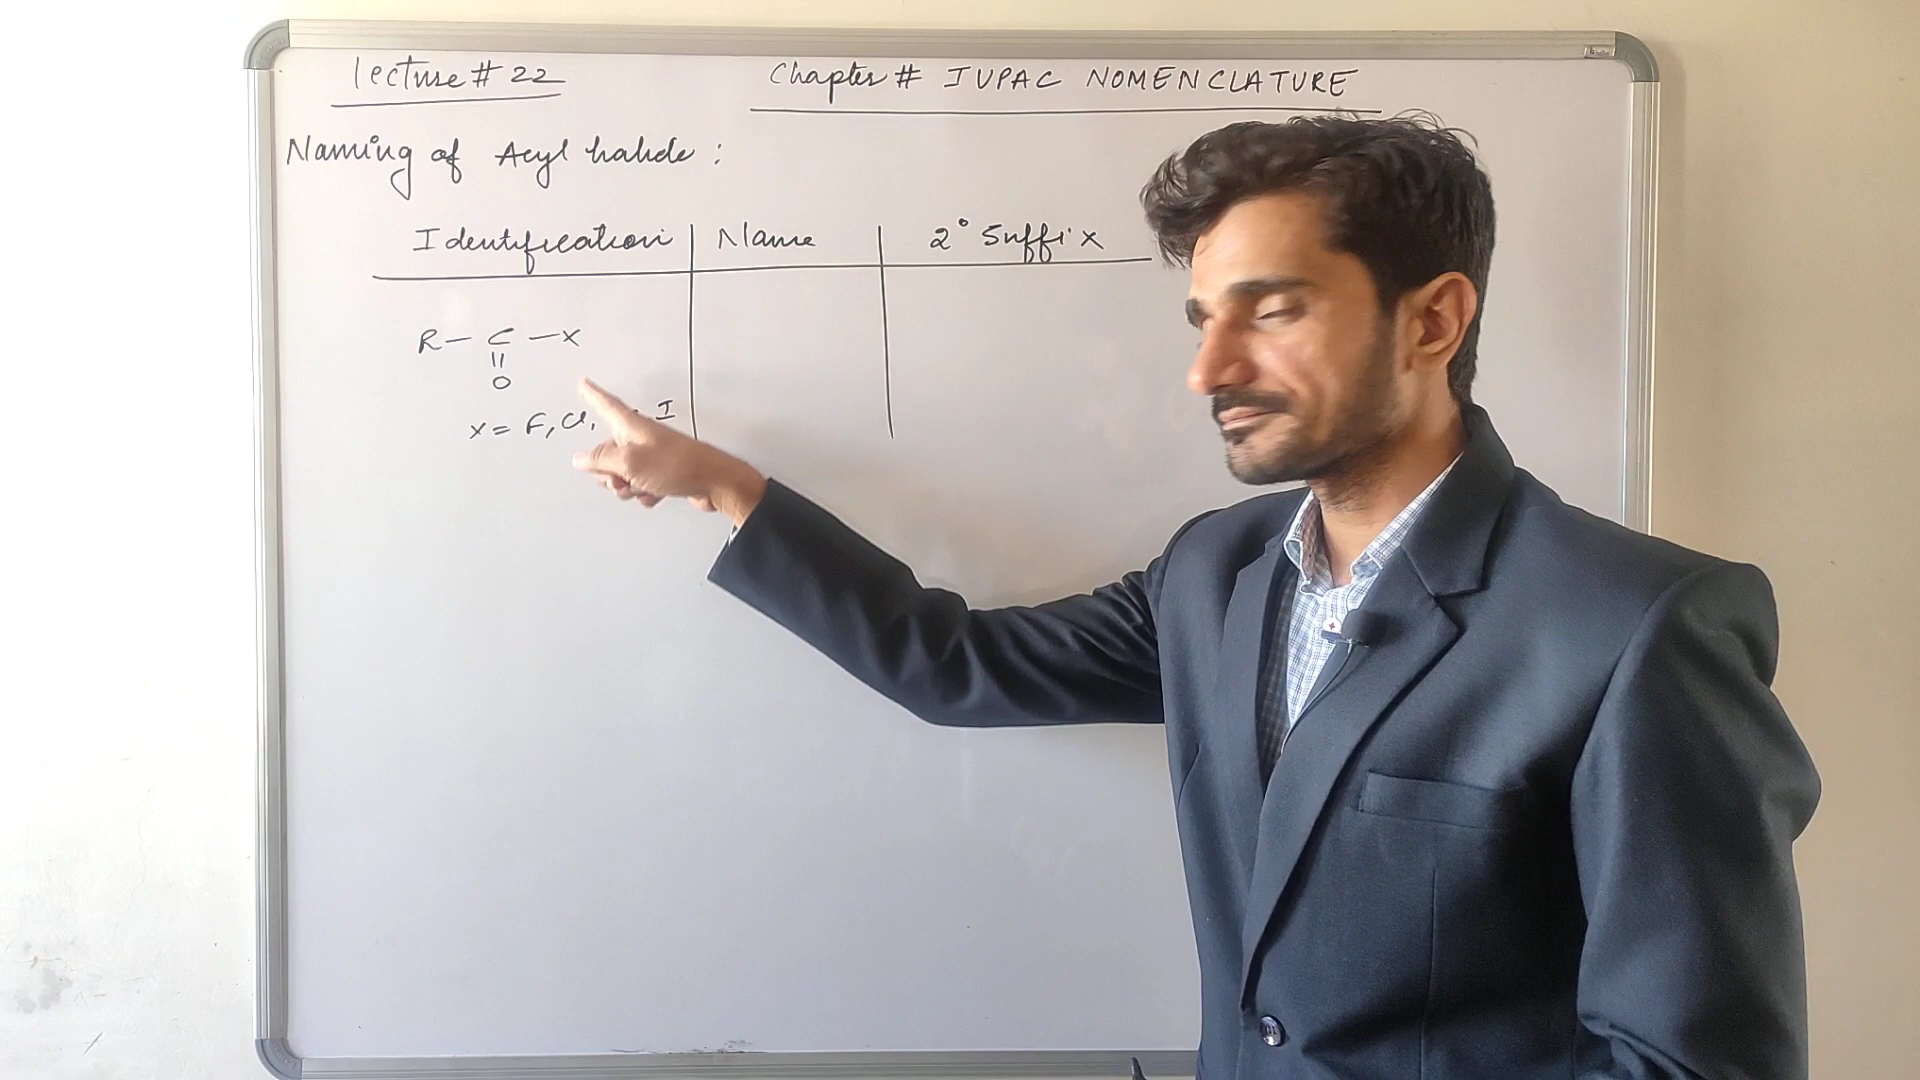 Lecture # 22
Chapter # IUPAC NOMENCLATURE
Naming of Acyl halide :
Identification Name 2° Suffix
R — C — X
||
O
X = F, Cl, I